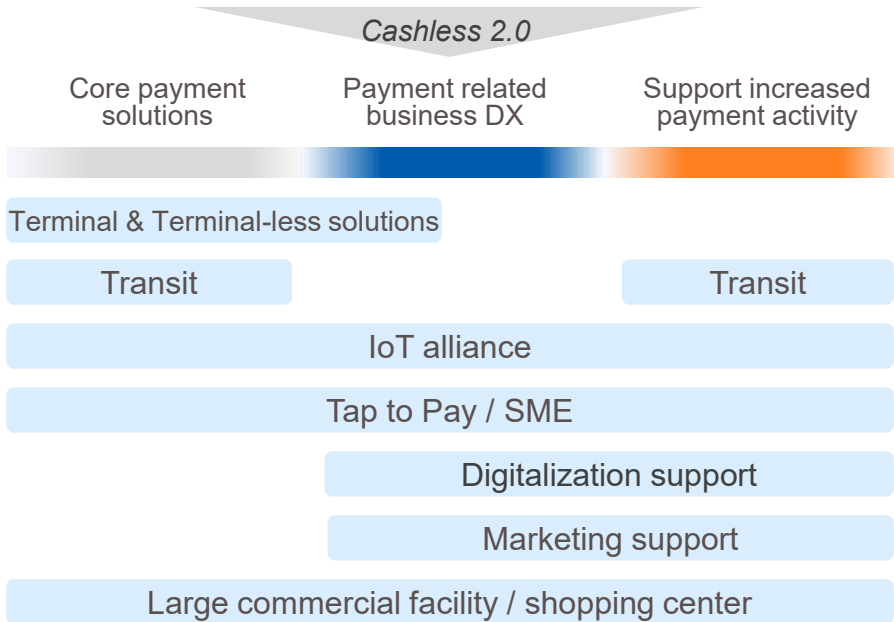 Cashless 2.0
Core payment
solutions
Payment related
business DX
Support increased
payment activity
Terminal & Terminal-less solutions
Transit
Transit
IoT alliance
Tap to Pay / SME
Digitalization support
Marketing support
Large commercial facility / shopping center